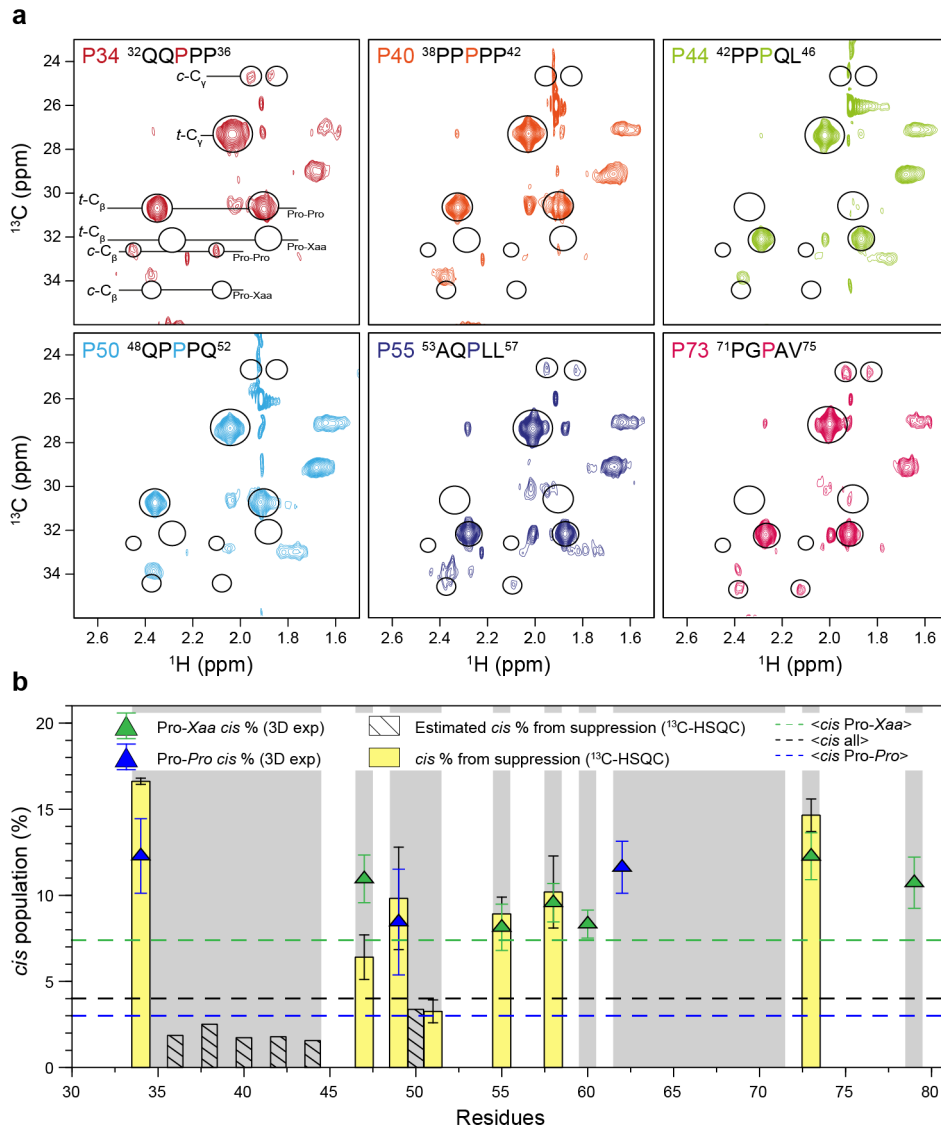 a
P34 ³²QQPPP³⁶
P40 ³⁸PPPPP⁴²
P44 ⁴²PPPQL⁴⁶
c-Cᵧ
t-Cᵧ
t-Cᵦ
Pro-Pro
t-Cᵦ
Pro-Xaa
c-Cᵦ
Pro-Pro
c-Cᵦ
Pro-Xaa
24
26
28
30
32
34
¹³C (ppm)
P50 ⁴⁸QPPPQ⁵²
P55 ⁵³AQPLL⁵⁷
P73 ⁷¹PGPAV⁷⁵
24
26
28
30
32
34
¹³C (ppm)
2.6 2.4 2.2 2.0 1.8 1.6
2.6 2.4 2.2 2.0 1.8 1.6
2.6 2.4 2.2 2.0 1.8 1.6
¹H (ppm)
¹H (ppm)
¹H (ppm)
b
Pro-Xaa cis % (3D exp)
Pro-Pro cis % (3D exp)
Estimated cis % from suppression (¹³C-HSQC)
cis % from suppression (¹³C-HSQC)
<cis Pro-Xaa>
<cis all>
<cis Pro-Pro>
20
15
10
5
0
cis population (%)
30 35 40 45 50 55 60 65 70 75 80
Residues